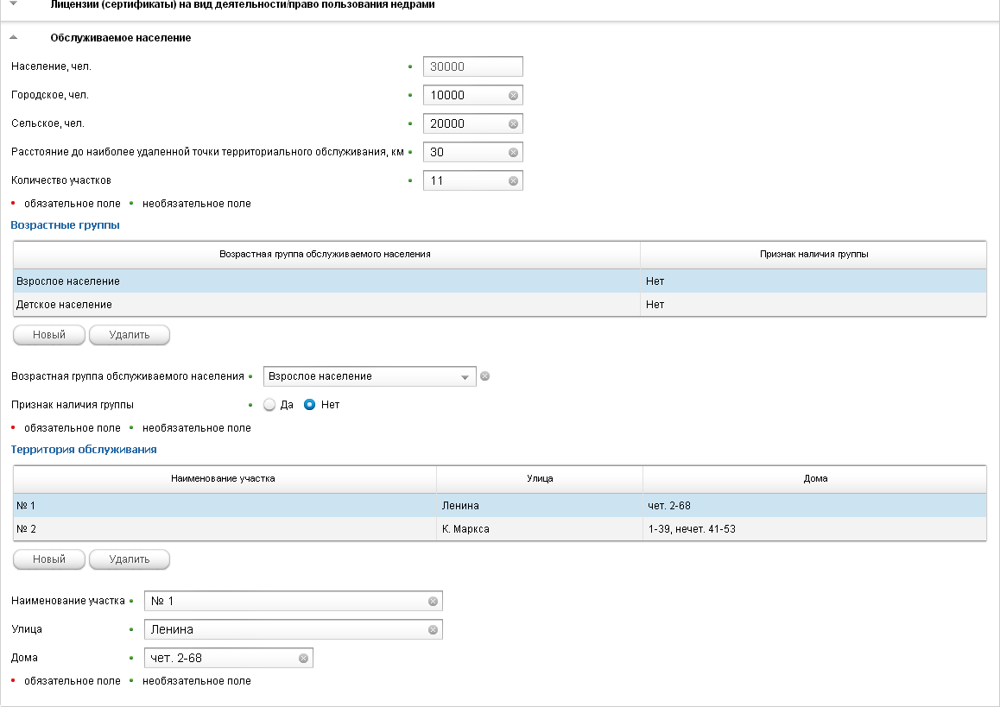 Лицензии (сертификаты) на вид деятельности/право пользования недрами
Обслуживаемое население
Население, чел. 30000
Городское, чел. 10000
Сельское, чел. 20000
Расстояние до наиболее удаленной точки территориального обслуживания, км 30
Количество участков 11
обязательное поле необязательное поле
Возрастные группы
Возрастная группа обслуживаемого населения Признак наличия группы
Взрослое население Нет
Детское население Нет
Новый Удалить
Возрастная группа обслуживаемого населения Взрослое население
Признак наличия группы Да Нет
обязательное поле необязательное поле
Территория обслуживания
Наименование участка Улица Дома
№ 1 Ленина чет. 2-68
№ 2 К. Маркса 1-39, нечет. 41-53
Новый Удалить
Наименование участка № 1
Улица Ленина
Дома чет. 2-68
обязательное поле необязательное поле